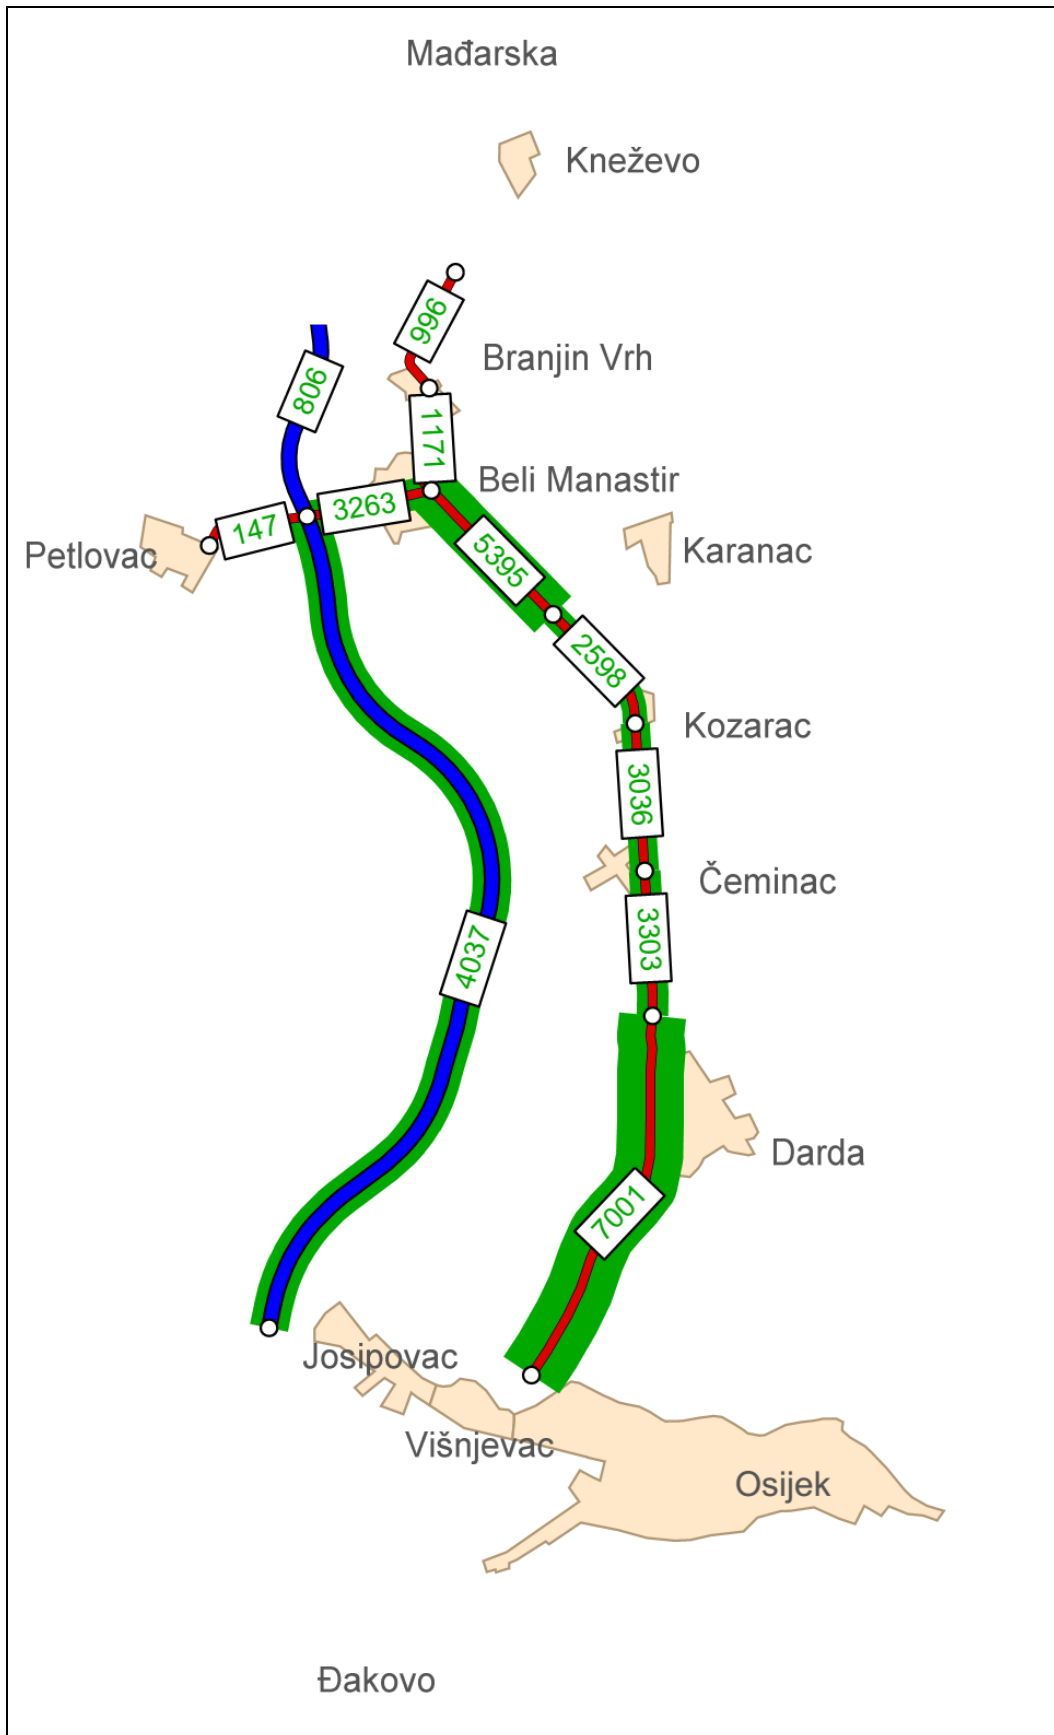 Mađarska
Kneževo
996
Branjin Vrh
806
1171
Beli Manastir
3263
147
Petlovac
5395
Karanac
2598
Kozarac
3036
Čeminac
3303
4037
Darda
7001
Josipovac
Višnjevac
Osijek
Đakovo